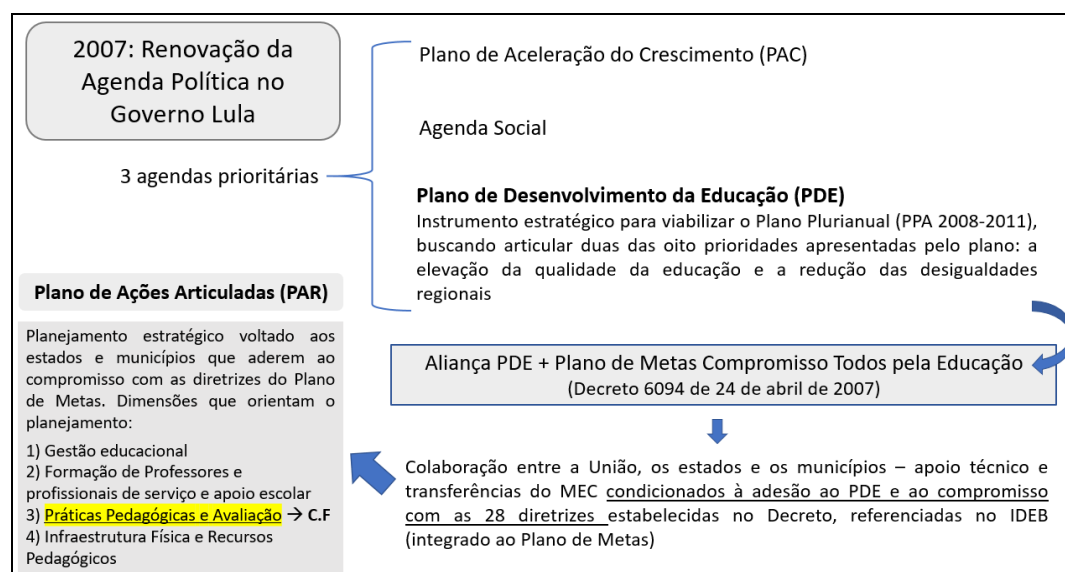 2007: Renovação da
Agenda Política no
Governo Lula
3 agendas prioritárias
Plano de Aceleração do Crescimento (PAC)
Agenda Social
Plano de Desenvolvimento da Educação (PDE)
Instrumento estratégico para viabilizar o Plano Plurianual (PPA 2008-2011),
buscando articular duas das oito prioridades apresentadas pelo plano: a
elevação da qualidade da educação e a redução das desigualdades
regionais
Aliança PDE + Plano de Metas Compromisso Todos pela Educação
(Decreto 6094 de 24 de abril de 2007)
Colaboração entre a União, os estados e os municípios – apoio técnico e
transferências do MEC condicionados à adesão ao PDE e ao compromisso
com as 28 diretrizes estabelecidas no Decreto, referenciadas no IDEB
(integrado ao Plano de Metas)
Plano de Ações Articuladas (PAR)
Planejamento estratégico voltado aos
estados e municípios que aderem ao
compromisso com as diretrizes do Plano
de Metas. Dimensões que orientam o
planejamento:
1) Gestão educacional
2) Formação de Professores e
profissionais de serviço e apoio escolar
3) Práticas Pedagógicas e Avaliação → C.F
4) Infraestrutura Física e Recursos
Pedagógicos